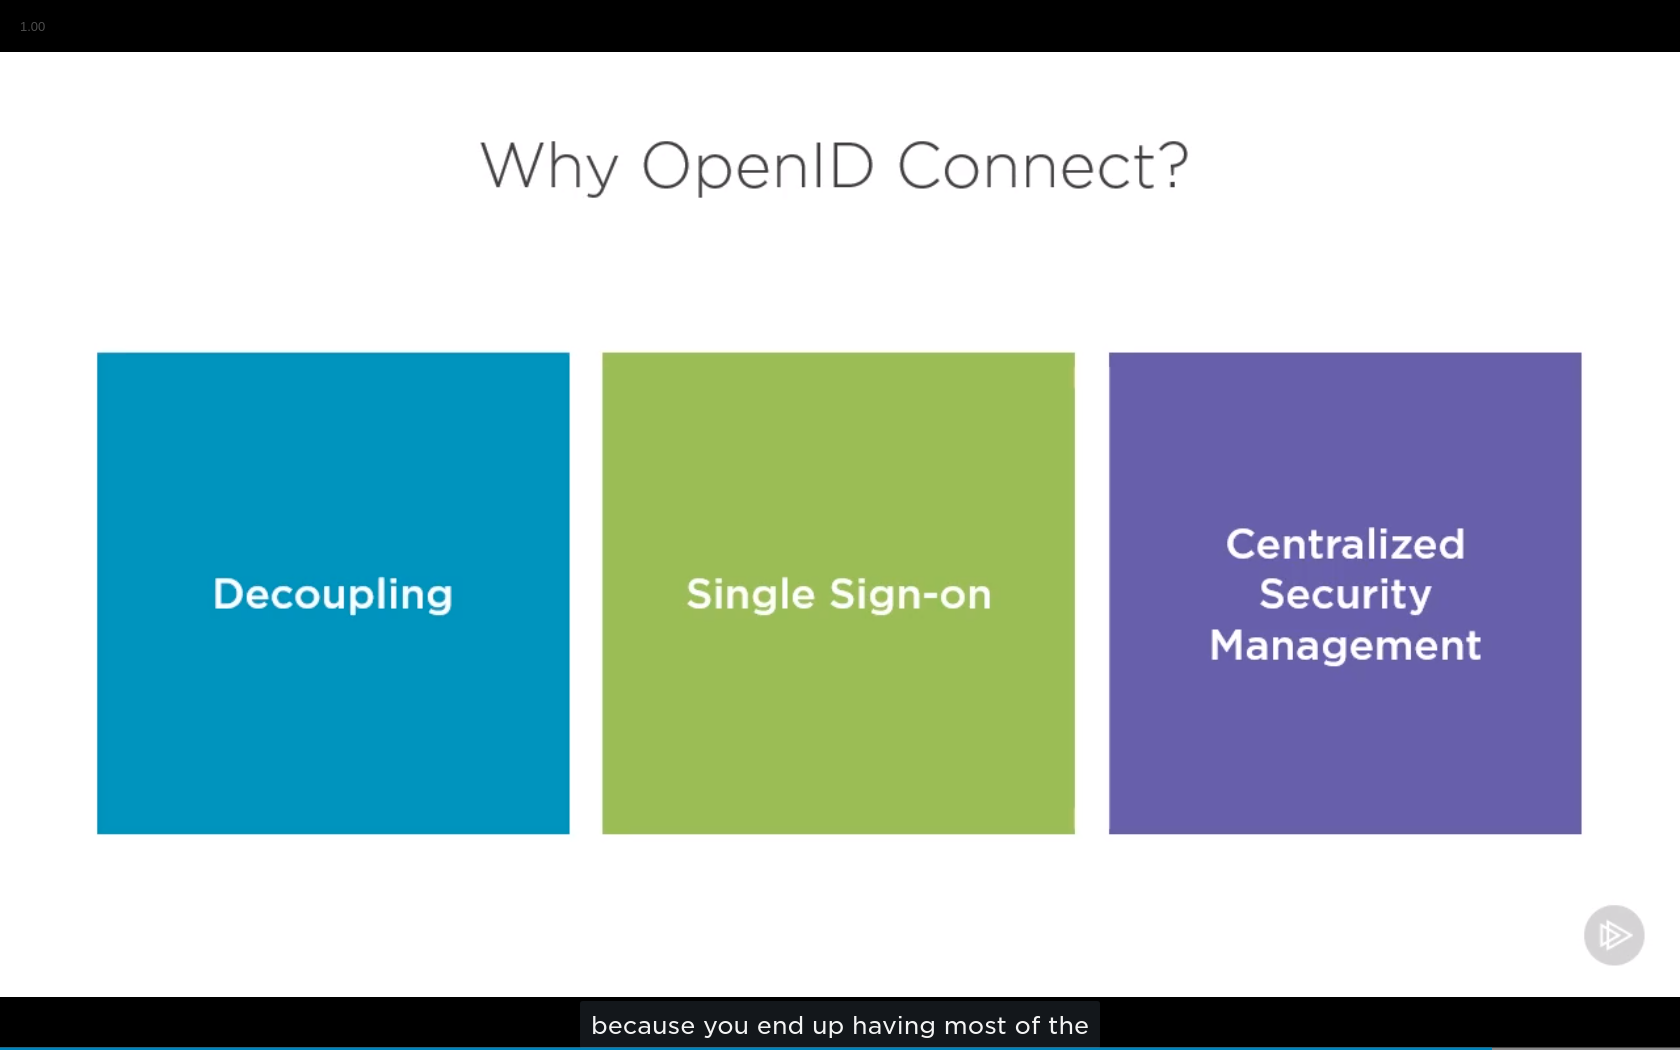 1.00
Why OpenID Connect?
Decoupling
Single Sign-on
Centralized
Security
Management
because you end up having most of the